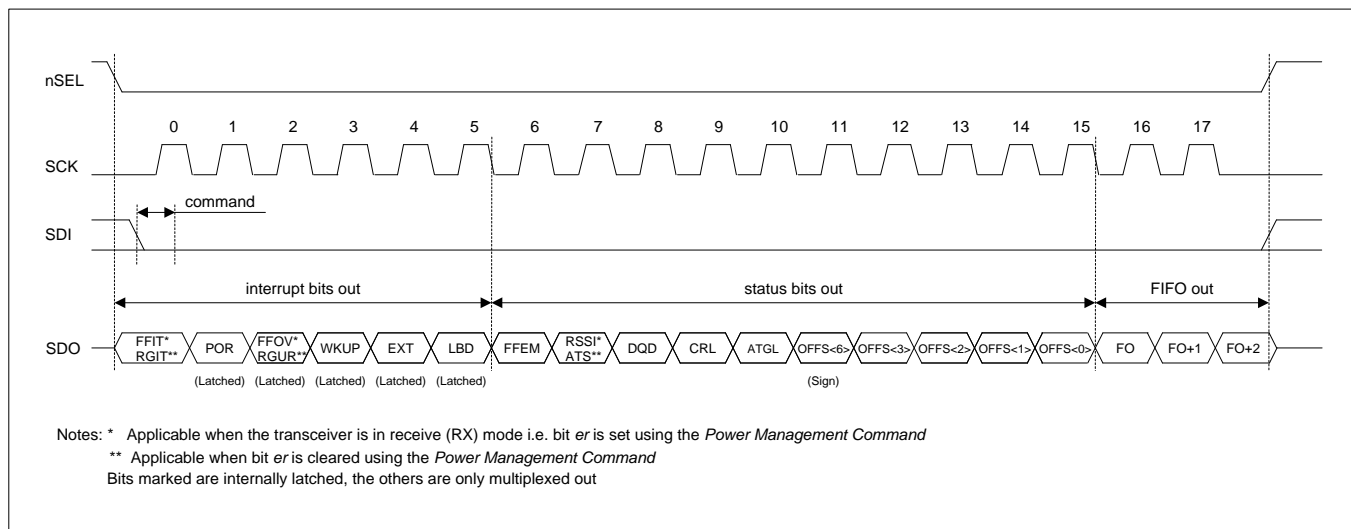 nSEL
0 1 2 3 4 5 6 7 8 9 10 11 12 13 14 15 16 17
SCK
command
SDI
interrupt bits out status bits out FIFO out
SDO
FFIT* FFOV* RSSI*
RGIT** POR RGUR** WKUP EXT LBD FFEM ATS** DQD CRL ATGL OFFS<6> OFFS<3> OFFS<2> OFFS<1> OFFS<0> FO FO+1 FO+2
(Latched) (Latched) (Latched) (Latched) (Latched) (Sign)
Notes: * Applicable when the transceiver is in receive (RX) mode i.e. bit er is set using the Power Management Command
** Applicable when bit er is cleared using the Power Management Command
Bits marked are internally latched, the others are only multiplexed out